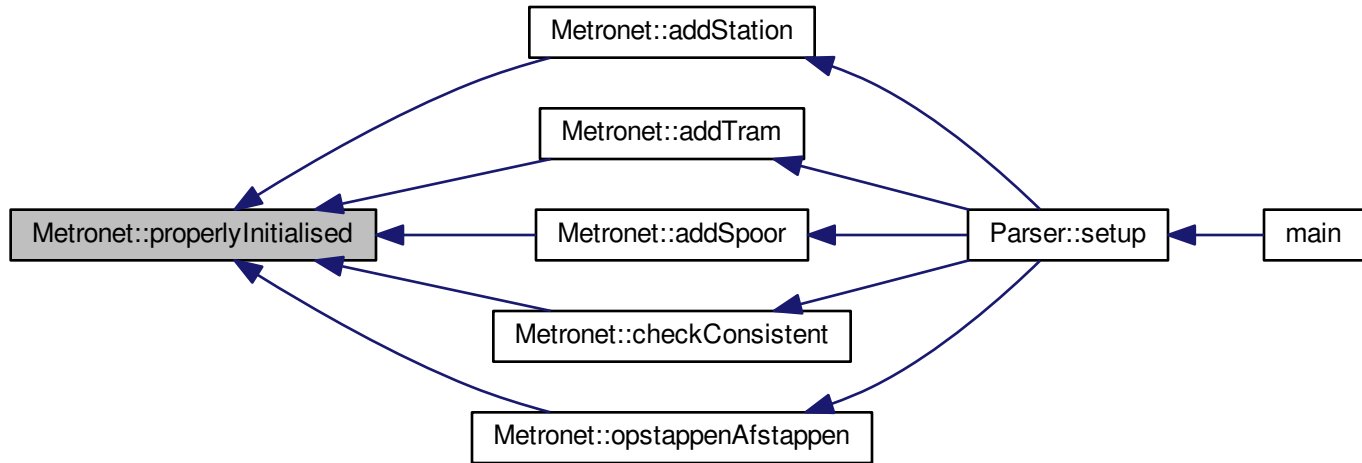 Metronet::addStation
Metronet::addTram
Metronet::properlyInitialised
Metronet::addSpoor
Parser::setup
main
Metronet::checkConsistent
Metronet::opstappenAfstappen